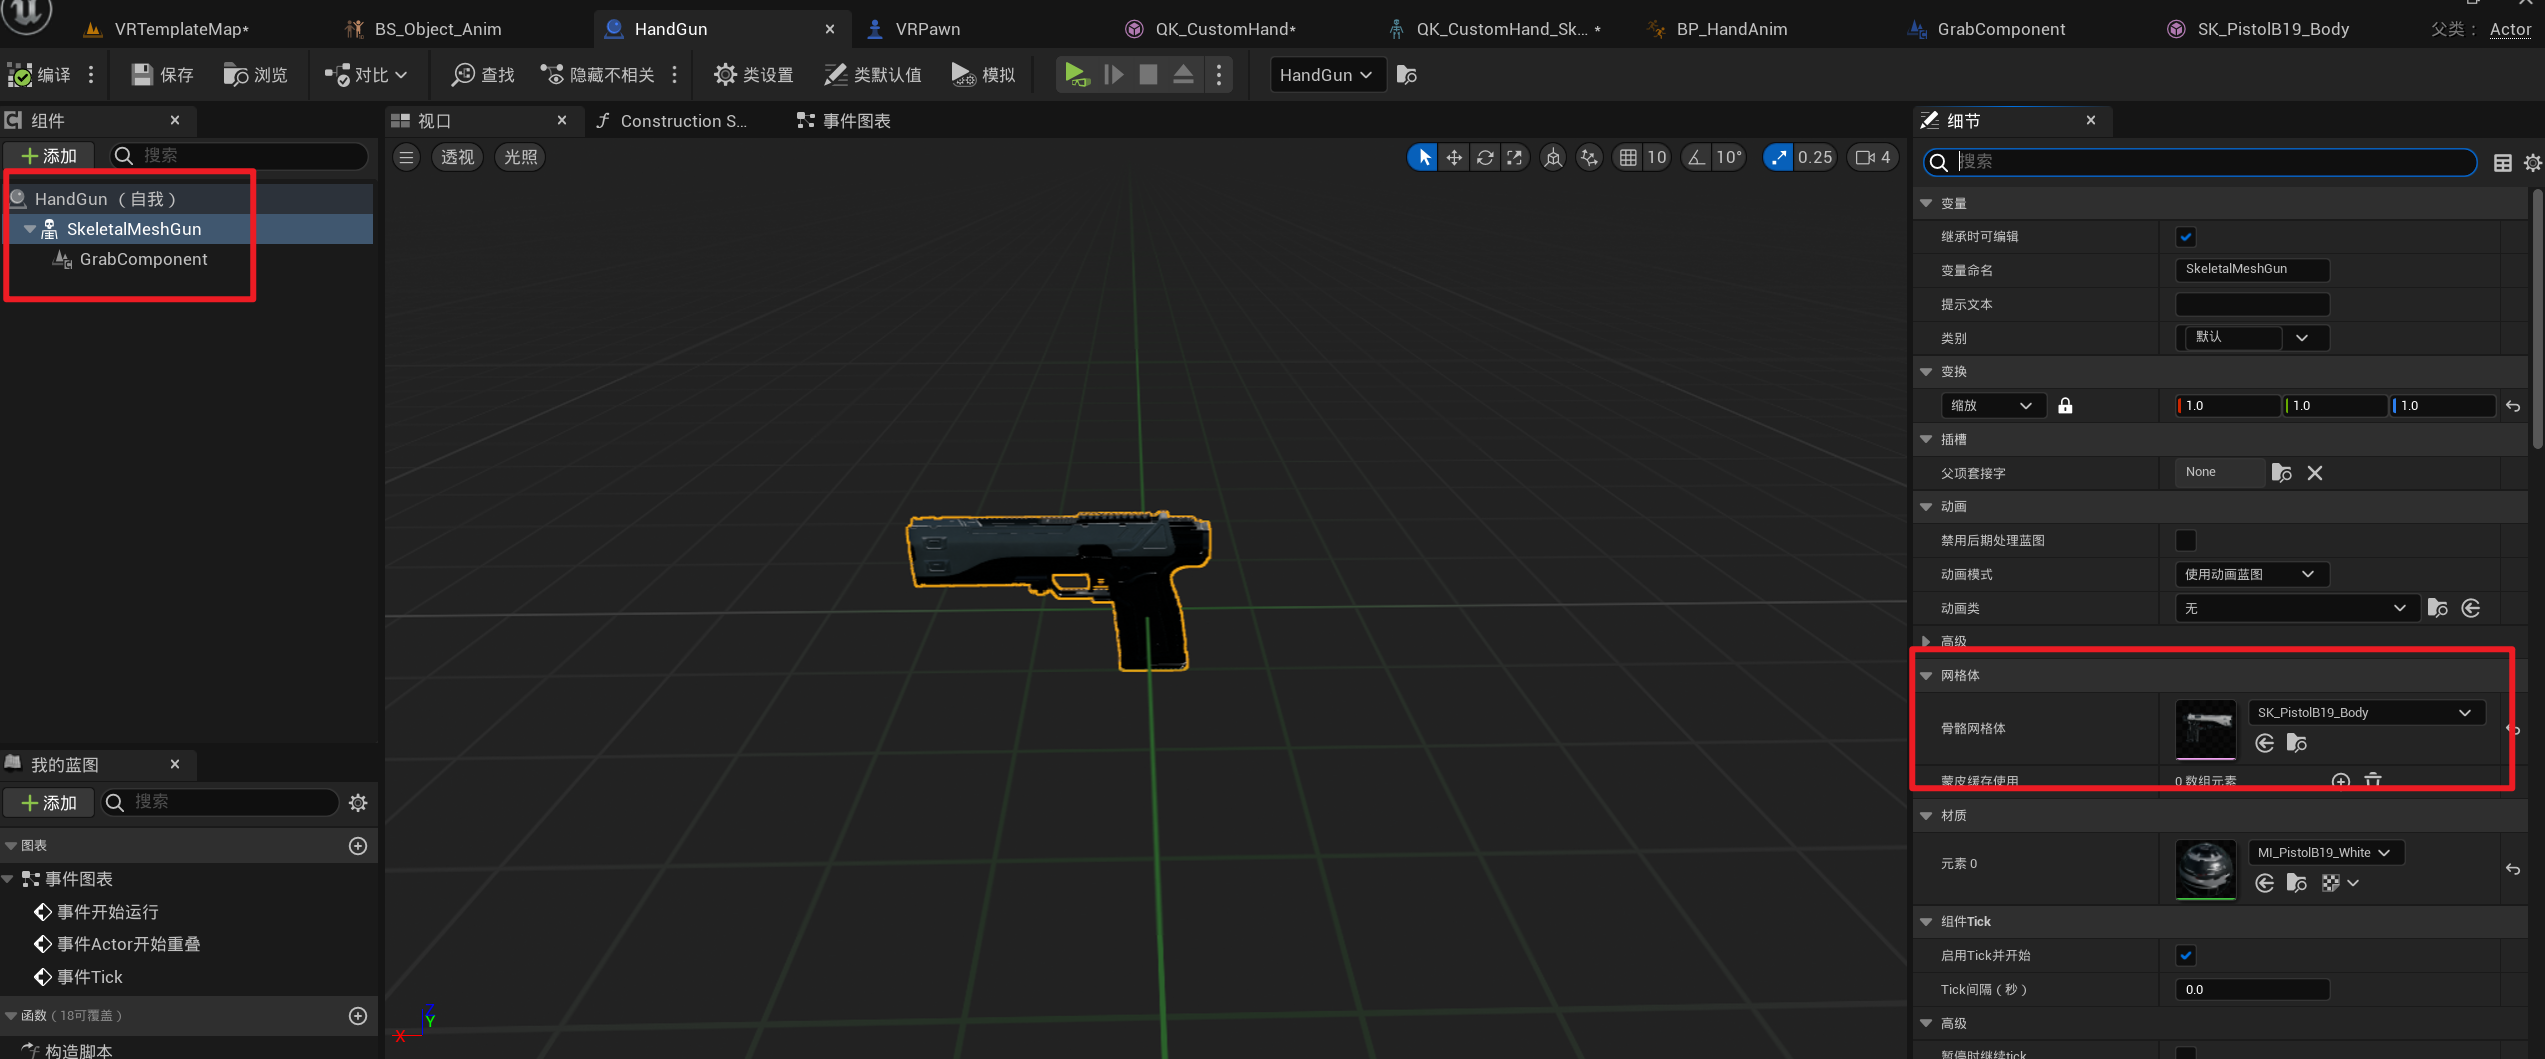 VRTemplateMap*
BS_Object_Anim
HandGun
VRPawn
QK_CustomHand*
QK_CustomHand_Sk... *
BP_HandAnim
GrabComponent
SK_PistolB19_Body
父类： Actor
编译
保存
浏览
对比
查找
隐藏不相关
类设置
类默认值
模拟
HandGun
组件
视口
Construction S...
事件图表
细节
添加
搜索
透视
光照
10
10°
0.25
4
搜索
HandGun （自我）
SkeletalMeshGun
GrabComponent
变量
继承时可编辑
变量命名
SkeletalMeshGun
提示文本
类别
默认
变换
缩放
1.0
1.0
1.0
插槽
父项套接字
None
动画
禁用后期处理蓝图
动画模式
使用动画蓝图
动画类
无
高级
网格体
骨骼网格体
SK_PistolB19_Body
蒙皮缓存使用
0 数组元素
材质
元素 0
MI_PistolB19_White
组件Tick
启用Tick并开始
Tick间隔（秒）
0.0
高级
暂停时继续tick
我的蓝图
添加
搜索
图表
事件图表
事件开始运行
事件Actor开始重叠
事件Tick
函数（18可覆盖）
构造脚本
Z
Y
X